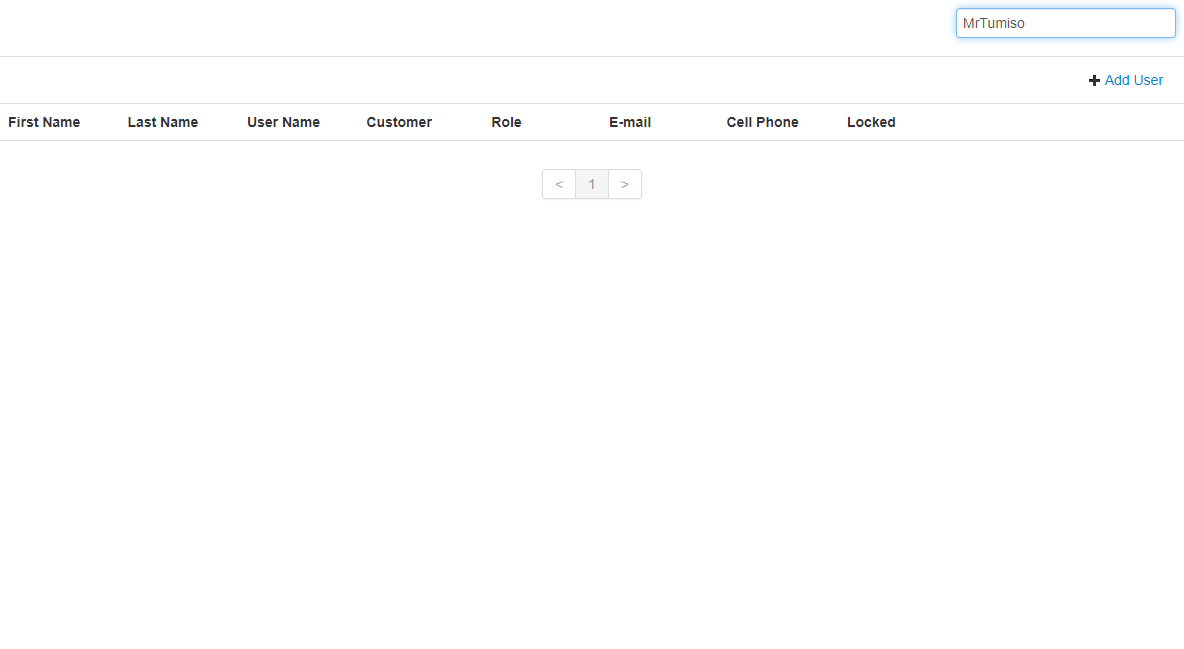 MrTumiso
Add User
First Name Last Name User Name Customer Role E-mail Cell Phone Locked
< 1 >